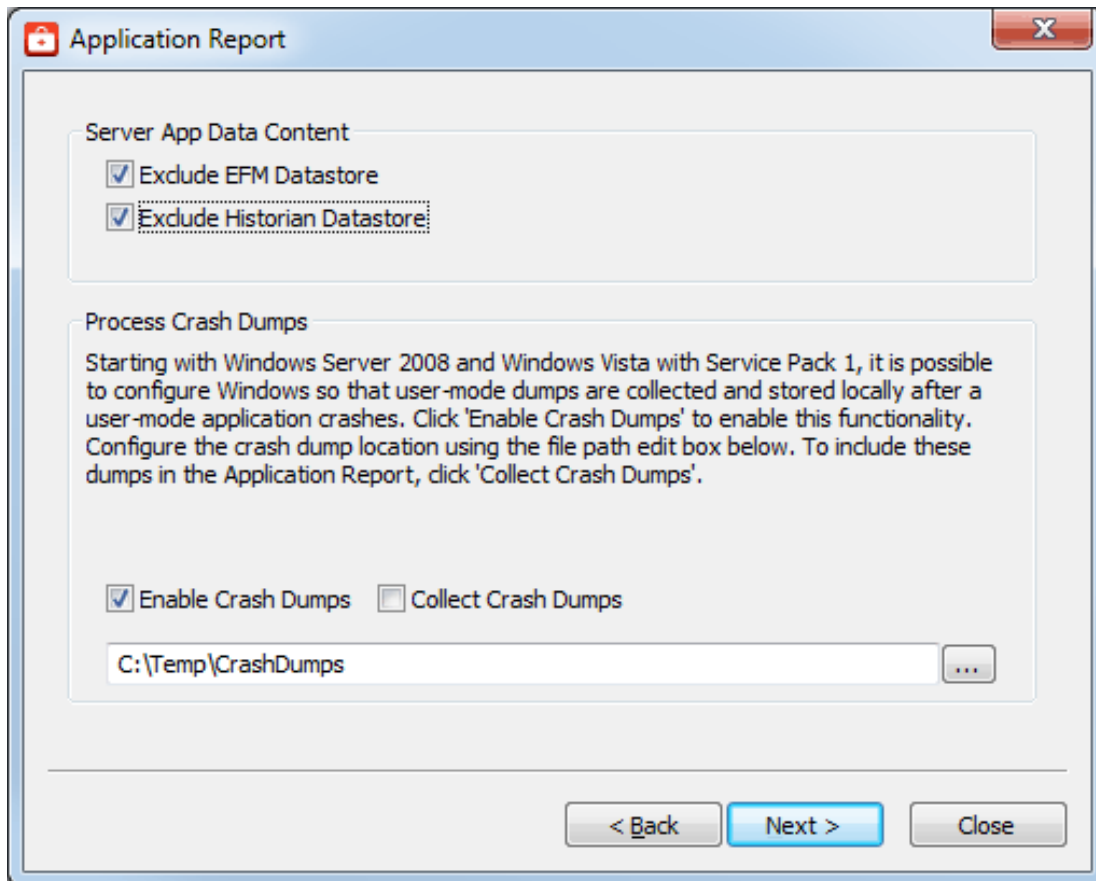 Application Report
Server App Data Content
Exclude EFM Datastore
Exclude Historian Datastore
Process Crash Dumps
Starting with Windows Server 2008 and Windows Vista with Service Pack 1, it is possible
to configure Windows so that user-mode dumps are collected and stored locally after a
user-mode application crashes. Click 'Enable Crash Dumps' to enable this functionality.
Configure the crash dump location using the file path edit box below. To include these
dumps in the Application Report, click 'Collect Crash Dumps'.
Enable Crash Dumps Collect Crash Dumps
C:\Temp\CrashDumps ...
< Back Next > Close